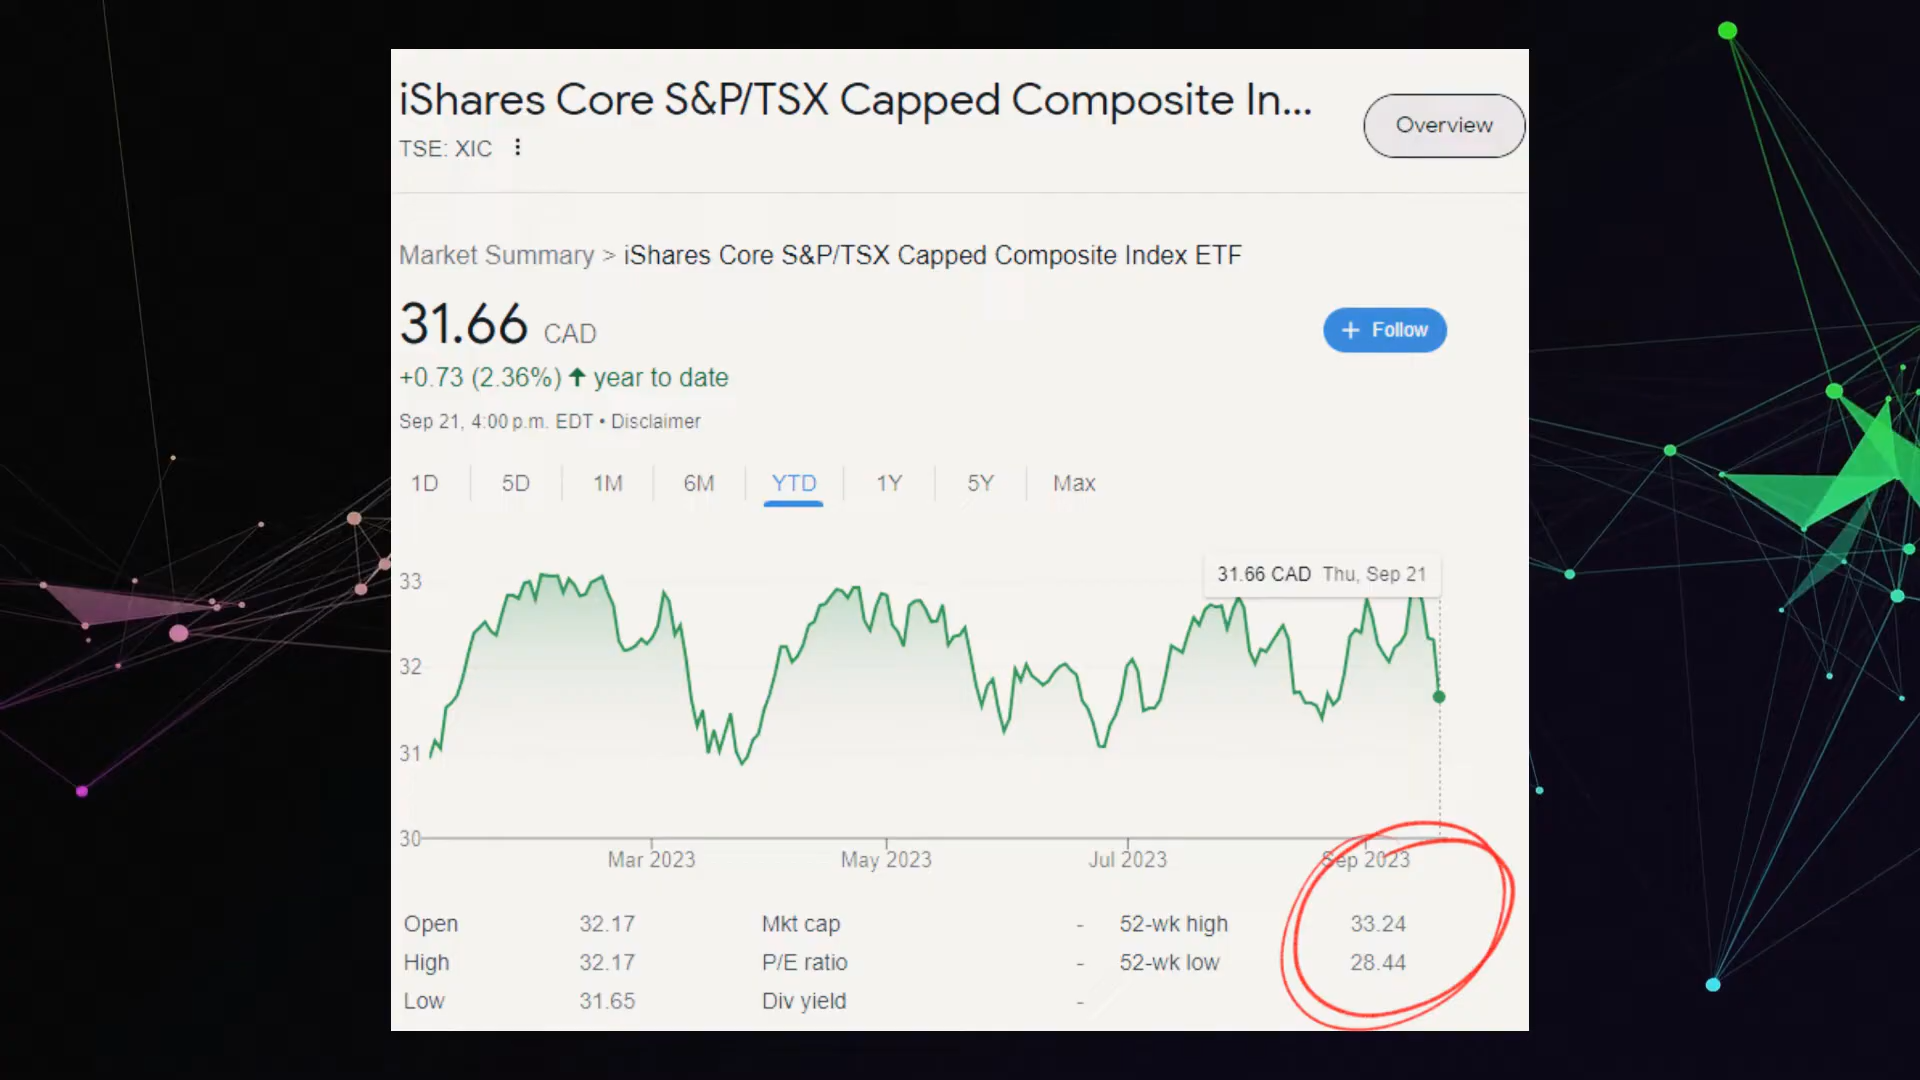 iShares Core S&P/TSX Capped Composite In...
Overview
TSE: XIC
Market Summary > iShares Core S&P/TSX Capped Composite Index ETF
31.66 CAD
+ Follow
+0.73 (2.36%) ↑ year to date
Sep 21, 4:00 p.m. EDT • Disclaimer
1D 5D 1M 6M YTD 1Y 5Y Max
31.66 CAD Thu, Sep 21
33
32
31
30
Mar 2023 May 2023 Jul 2023 Sep 2023
Open 32.17 Mkt cap - 52-wk high 33.24
High 32.17 P/E ratio - 52-wk low 28.44
Low 31.65 Div yield -